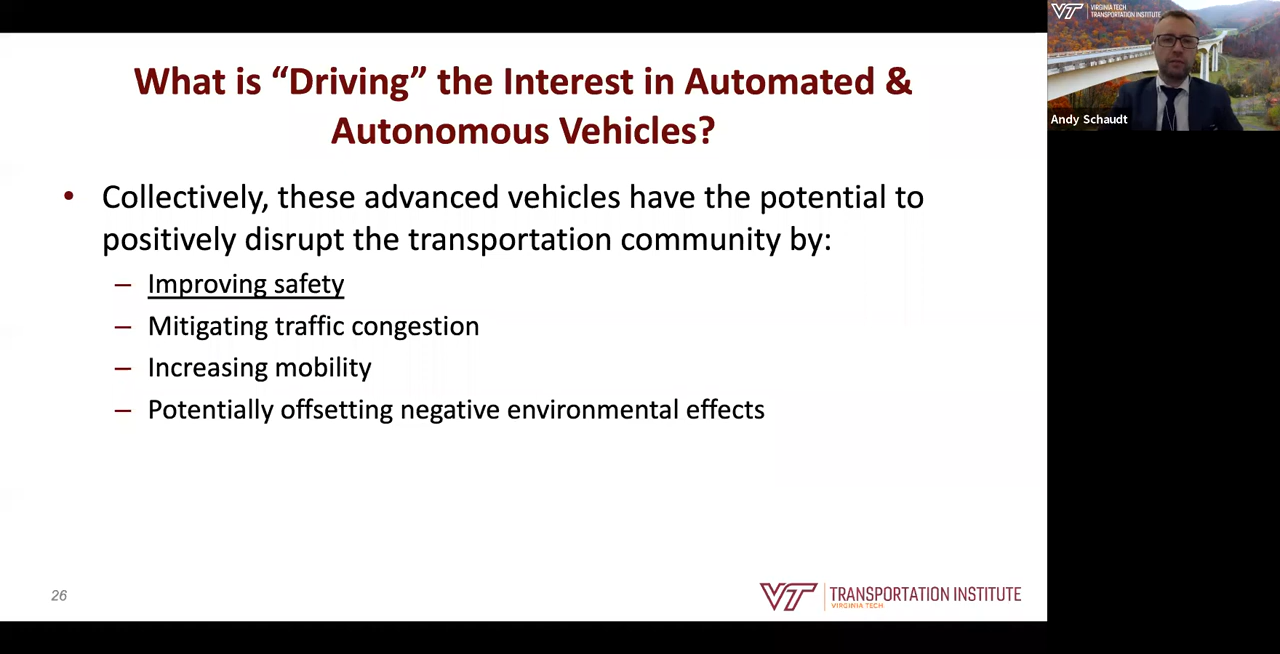 What is “Driving” the Interest in Automated &
Autonomous Vehicles?
• Collectively, these advanced vehicles have the potential to
positively disrupt the transportation community by:
– Improving safety
– Mitigating traffic congestion
– Increasing mobility
– Potentially offsetting negative environmental effects
26
VT TRANSPORTATION INSTITUTE
VIRGINIA TECH
VT VIRGINIA TECH
TRANSPORTATION INSTITUTE
Andy Schaudt